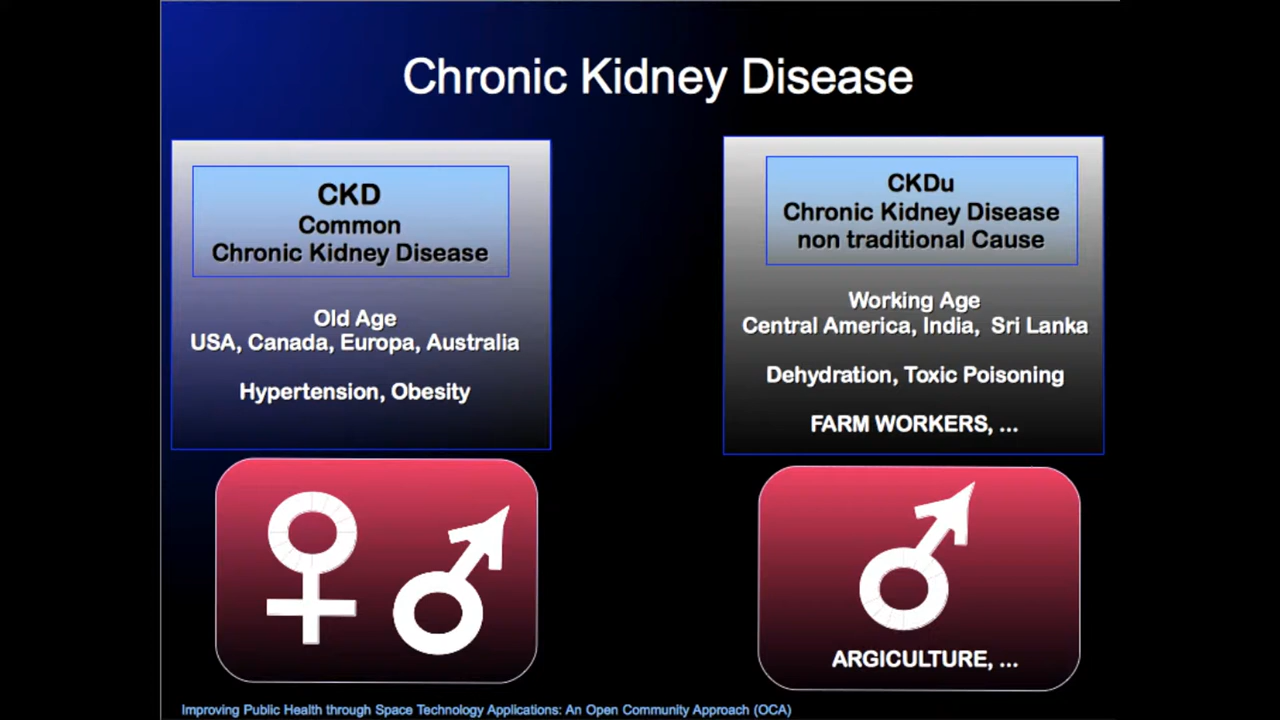 Chronic Kidney Disease
CKD
Common
Chronic Kidney Disease
Old Age
USA, Canada, Europa, Australia
Hypertension, Obesity
CKDu
Chronic Kidney Disease
non traditional Cause
Working Age
Central America, India, Sri Lanka
Dehydration, Toxic Poisoning
FARM WORKERS, ...
ARGICULTURE, ...
Improving Public Health through Space Technology Applications: An Open Community Approach (OCA)